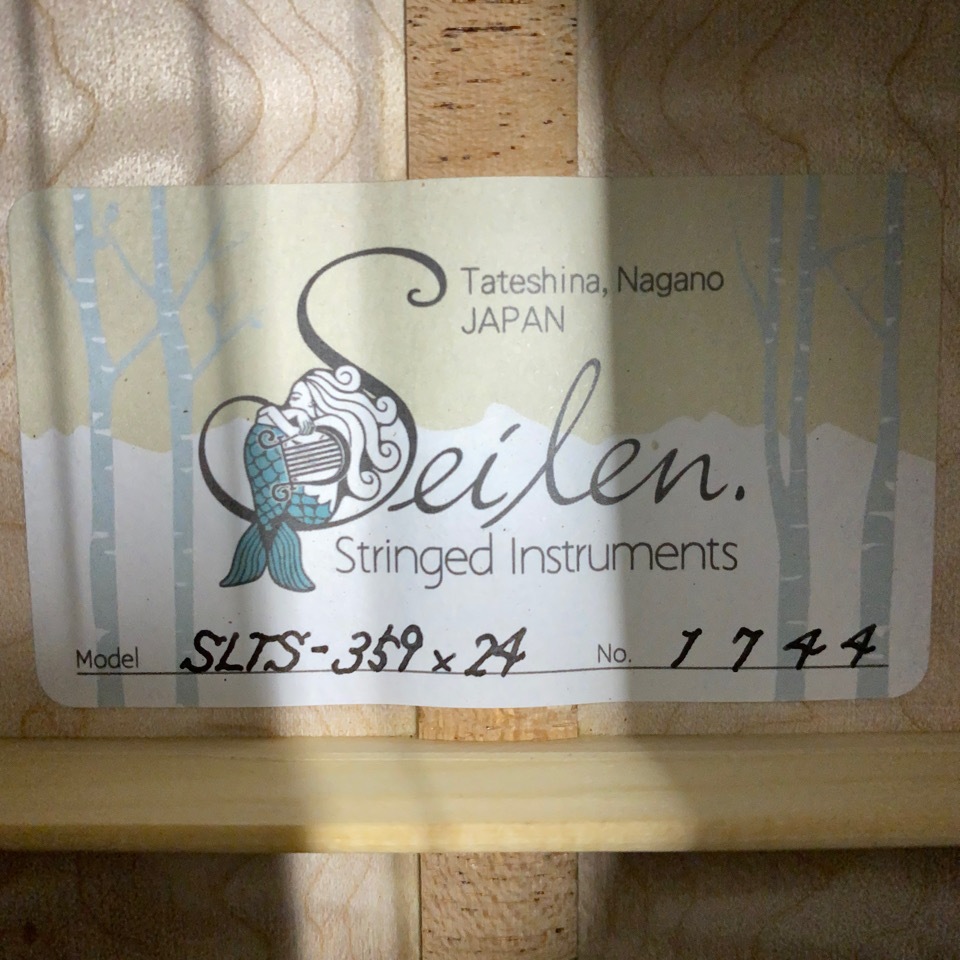 Tateshina, Nagano
JAPAN
Seilen.
Stringed Instruments
Model SLTS-359 x 24 No. 1744